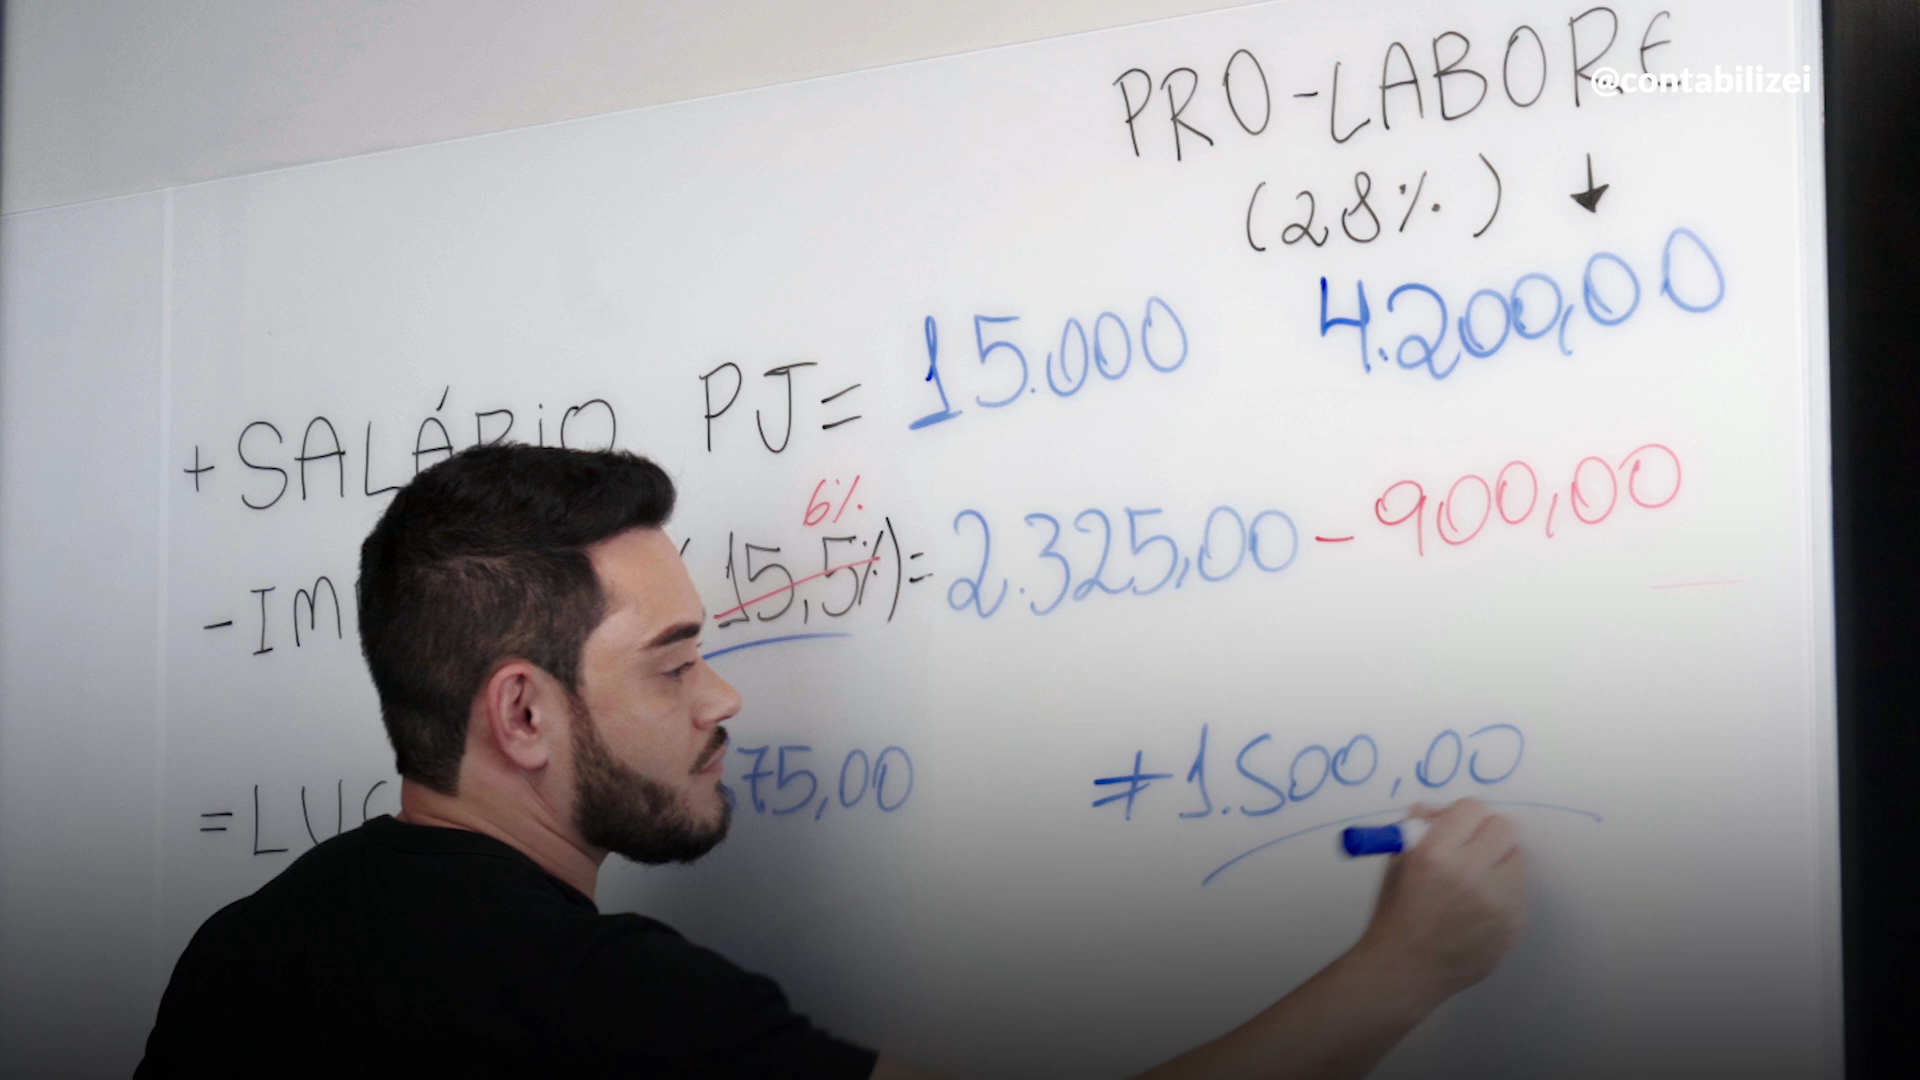 PRO-LABORE
@contabilizei
(28%) ↓
+ SALÁRIO PJ = 15.000 4.200,00
6%
- IM (15,5%) = 2.325,00 - 900,00
= LUC 75,00 ≠ 1.500,00